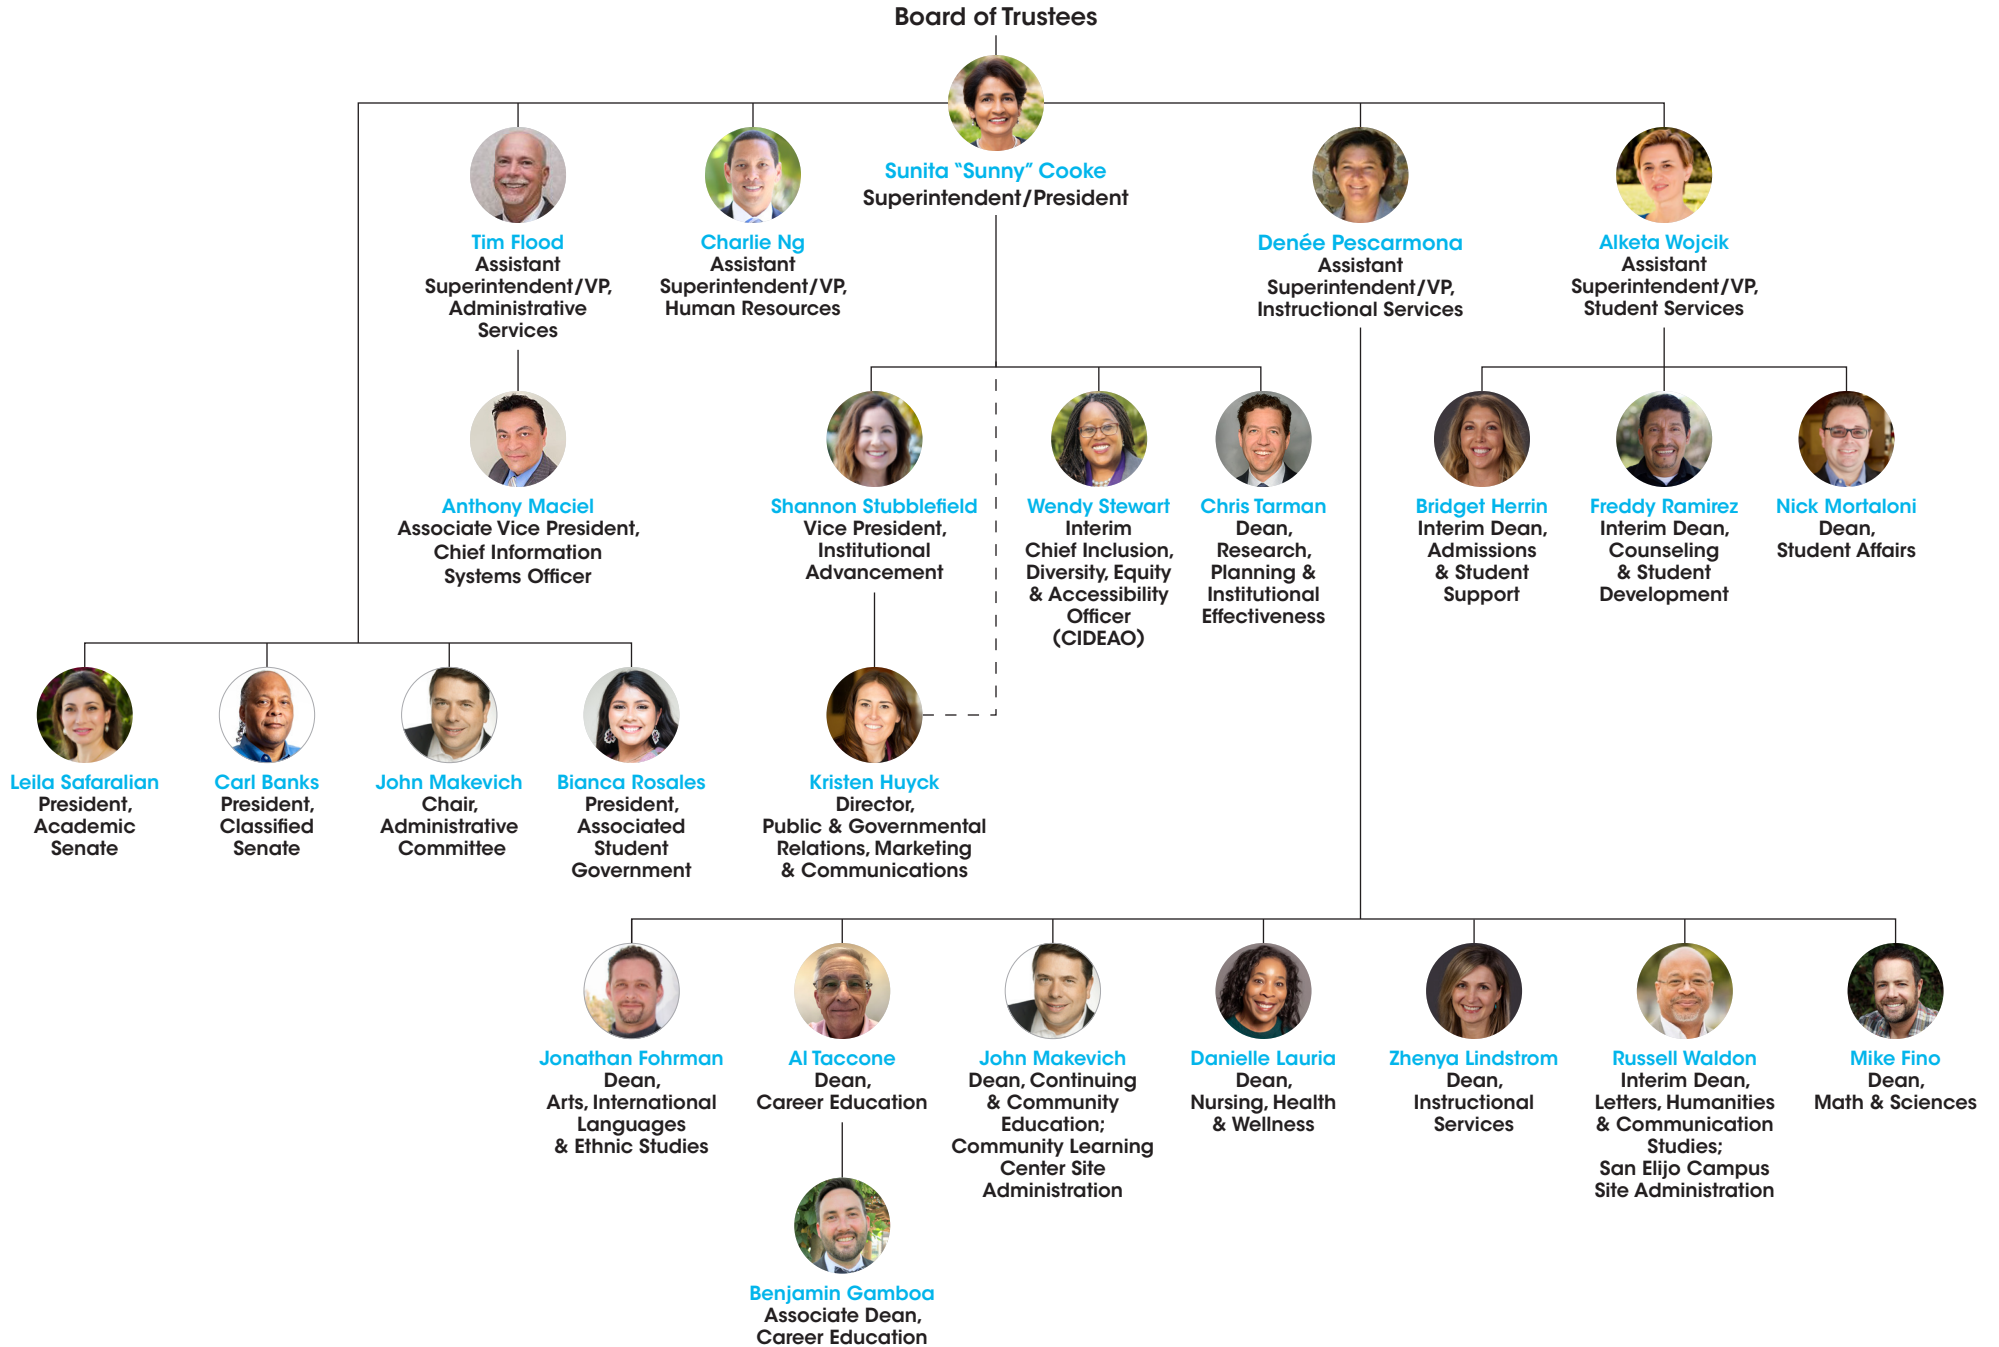 Board of Trustees
Sunita “Sunny” Cooke
Superintendent/President
Tim Flood
Assistant
Superintendent/VP,
Administrative
Services
Charlie Ng
Assistant
Superintendent/VP,
Human Resources
Denée Pescarmona
Assistant
Superintendent/VP,
Instructional Services
Alketa Wojcik
Assistant
Superintendent/VP,
Student Services
Anthony Maciel
Associate Vice President,
Chief Information
Systems Officer
Shannon Stubblefield
Vice President,
Institutional
Advancement
Wendy Stewart
Interim
Chief Inclusion,
Diversity, Equity
& Accessibility
Officer
(CIDEAO)
Chris Tarman
Dean,
Research,
Planning &
Institutional
Effectiveness
Bridget Herrin
Interim Dean,
Admissions
& Student
Support
Freddy Ramirez
Interim Dean,
Counseling
& Student
Development
Nick Mortaloni
Dean,
Student Affairs
Leila Safaralian
President,
Academic
Senate
Carl Banks
President,
Classified
Senate
John Makevich
Chair,
Administrative
Committee
Bianca Rosales
President,
Associated
Student
Government
Kristen Huyck
Director,
Public & Governmental
Relations, Marketing
& Communications
Jonathan Fohrman
Dean,
Arts, International
Languages
& Ethnic Studies
Al Taccone
Dean,
Career Education
John Makevich
Dean, Continuing
& Community
Education;
Community Learning
Center Site
Administration
Danielle Lauria
Dean,
Nursing, Health
& Wellness
Zhenya Lindstrom
Dean,
Instructional
Services
Russell Waldon
Interim Dean,
Letters, Humanities
& Communication
Studies;
San Elijo Campus
Site Administration
Mike Fino
Dean,
Math & Sciences
Benjamin Gamboa
Associate Dean,
Career Education